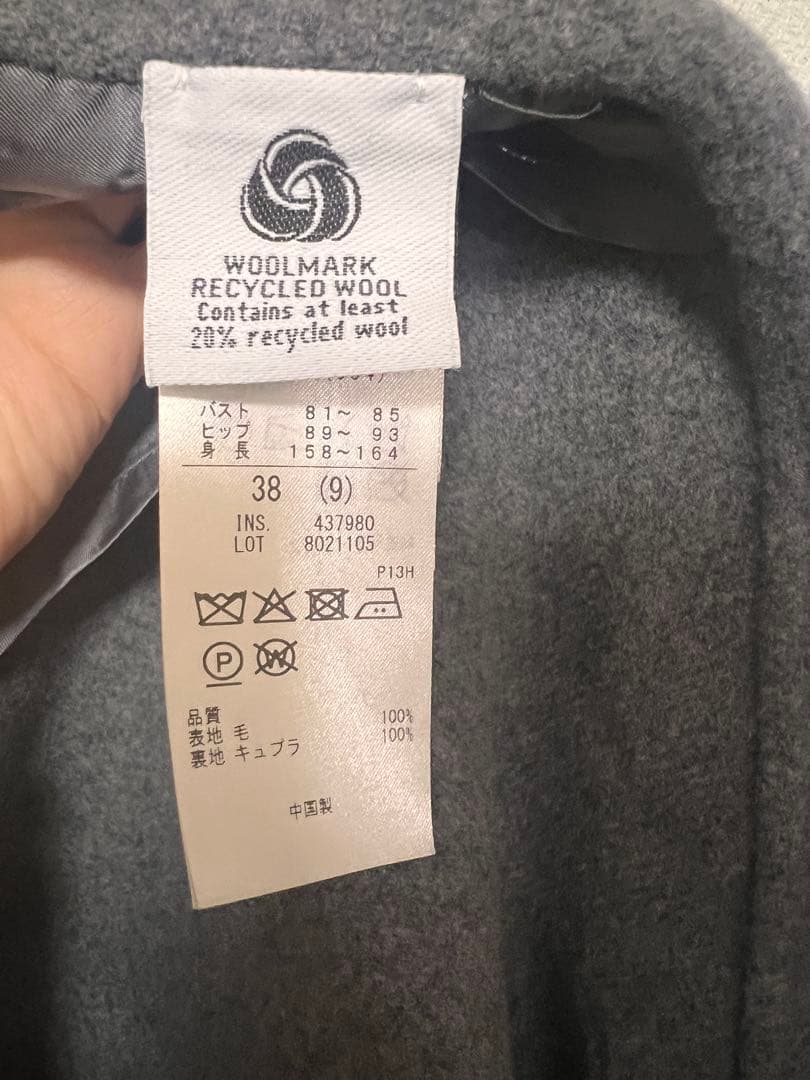 WOOLMARK
RECYCLED WOOL
Contains at least
20% recycled wool
バスト 81～ 85
ヒップ 89～ 93
身長 158～164
38 (9)
INS. 437980
LOT 8021105
P13H
P
W
品質
表地 毛 100%
裏地 キュプラ 100%
中国製